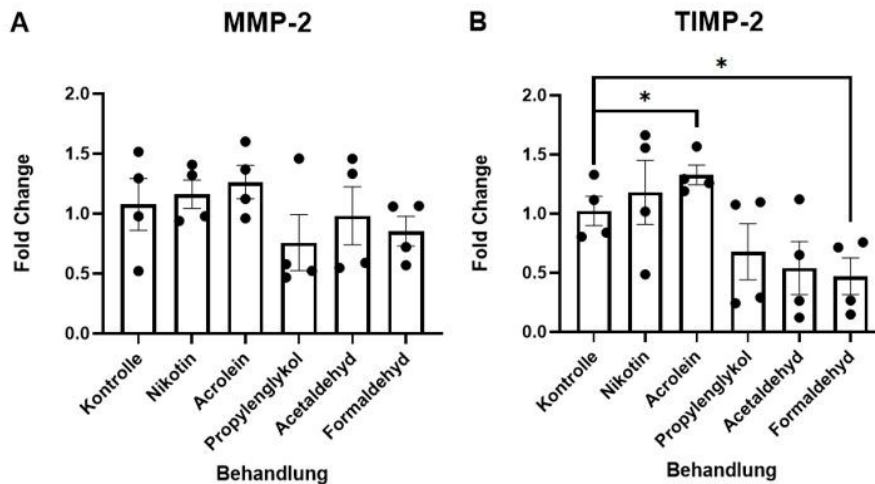 A
MMP-2
Fold Change
2.0
1.5
1.0
0.5
0.0
Kontrolle
Nikotin
Acrolein
Propylenglykol
Acetaldehyd
Formaldehyd
Behandlung
B
TIMP-2
*
*
Fold Change
2.0
1.5
1.0
0.5
0.0
Kontrolle
Nikotin
Acrolein
Propylenglykol
Acetaldehyd
Formaldehyd
Behandlung